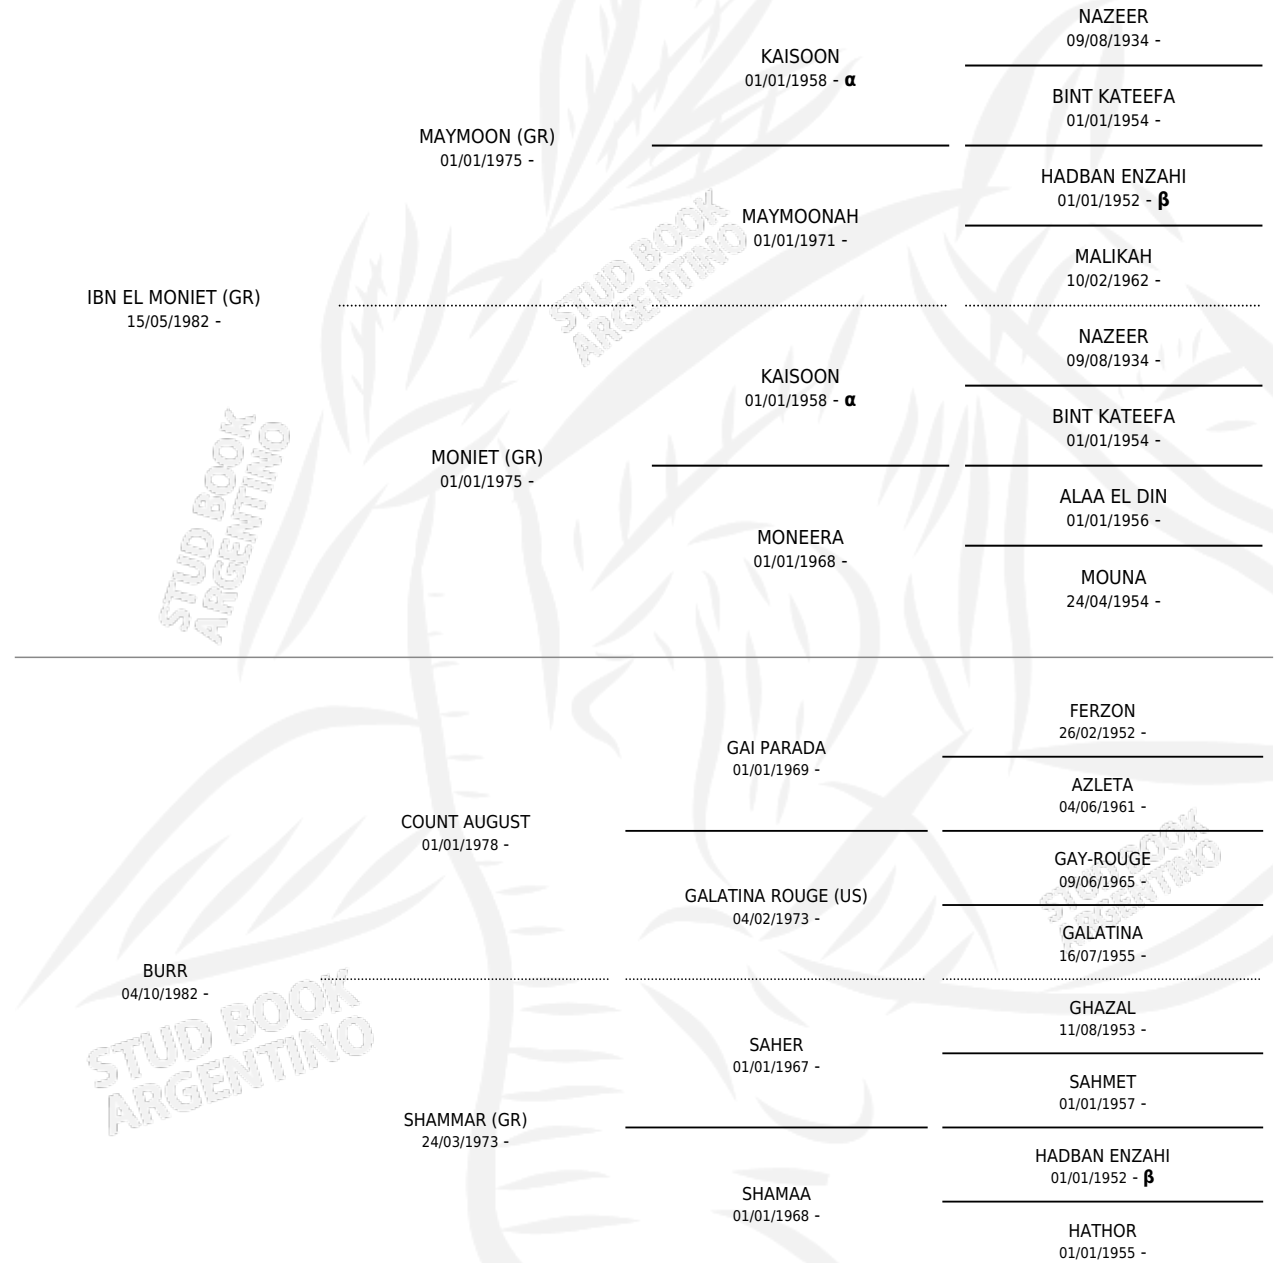 NAZEER
09/08/1934 -
KAISOON
01/01/1958 - α
BINT KATEEFA
01/01/1954 -
MAYMOON (GR)
01/01/1975 -
HADBAN ENZAHI
01/01/1952 - β
MAYMOONAH
01/01/1971 -
MALIKAH
10/02/1962 -
IBN EL MONIET (GR)
15/05/1982 -
STUD BOOK
ARGENTINO
NAZEER
09/08/1934 -
KAISOON
01/01/1958 - α
BINT KATEEFA
01/01/1954 -
MONIET (GR)
01/01/1975 -
STUD BOOK
ARGENTINO
ALAA EL DIN
01/01/1956 -
MONEERA
01/01/1968 -
MOUNA
24/04/1954 -
FERZON
26/02/1952 -
GAI PARADA
01/01/1969 -
AZLETA
04/06/1961 -
COUNT AUGUST
01/01/1978 -
STUD BOOK
ARGENTINO
GAY-ROUGE
09/06/1965 -
GALATINA ROUGE (US)
04/02/1973 -
GALATINA
16/07/1955 -
BURR
04/10/1982 -
STUD BOOK
ARGENTINO
GHAZAL
11/08/1953 -
SAHER
01/01/1967 -
SAHMET
01/01/1957 -
SHAMMAR (GR)
24/03/1973 -
HADBAN ENZAHI
01/01/1952 - β
SHAMAA
01/01/1968 -
HATHOR
01/01/1955 -